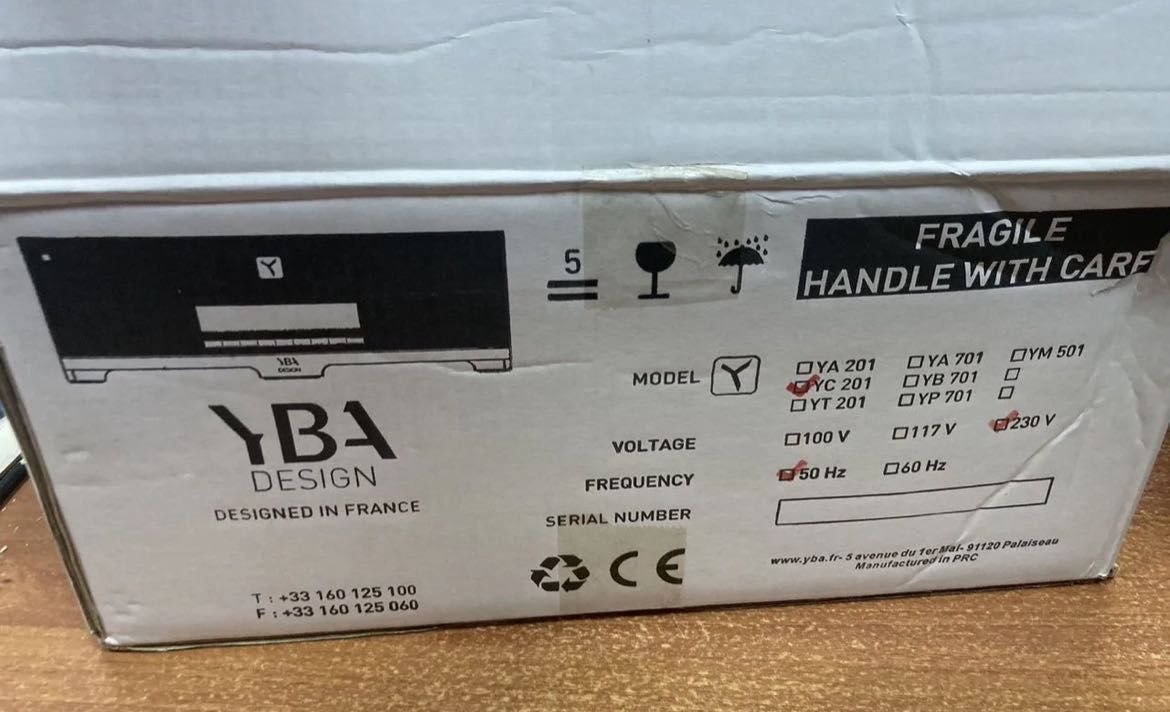 YBA
DESIGN
YBA
DESIGN
DESIGNED IN FRANCE
T : +33 160 125 100
F : +33 160 125 060
5
FRAGILE
HANDLE WITH CARE
MODEL
YA 201 YA 701 YM 501
YC 201 YB 701
YT 201 YP 701
VOLTAGE 100 V 117 V 230 V
FREQUENCY 50 Hz 60 Hz
SERIAL NUMBER
CE
www.yba.fr- 5 avenue du 1er Mai- 91120 Palaiseau
Manufactured in PRC